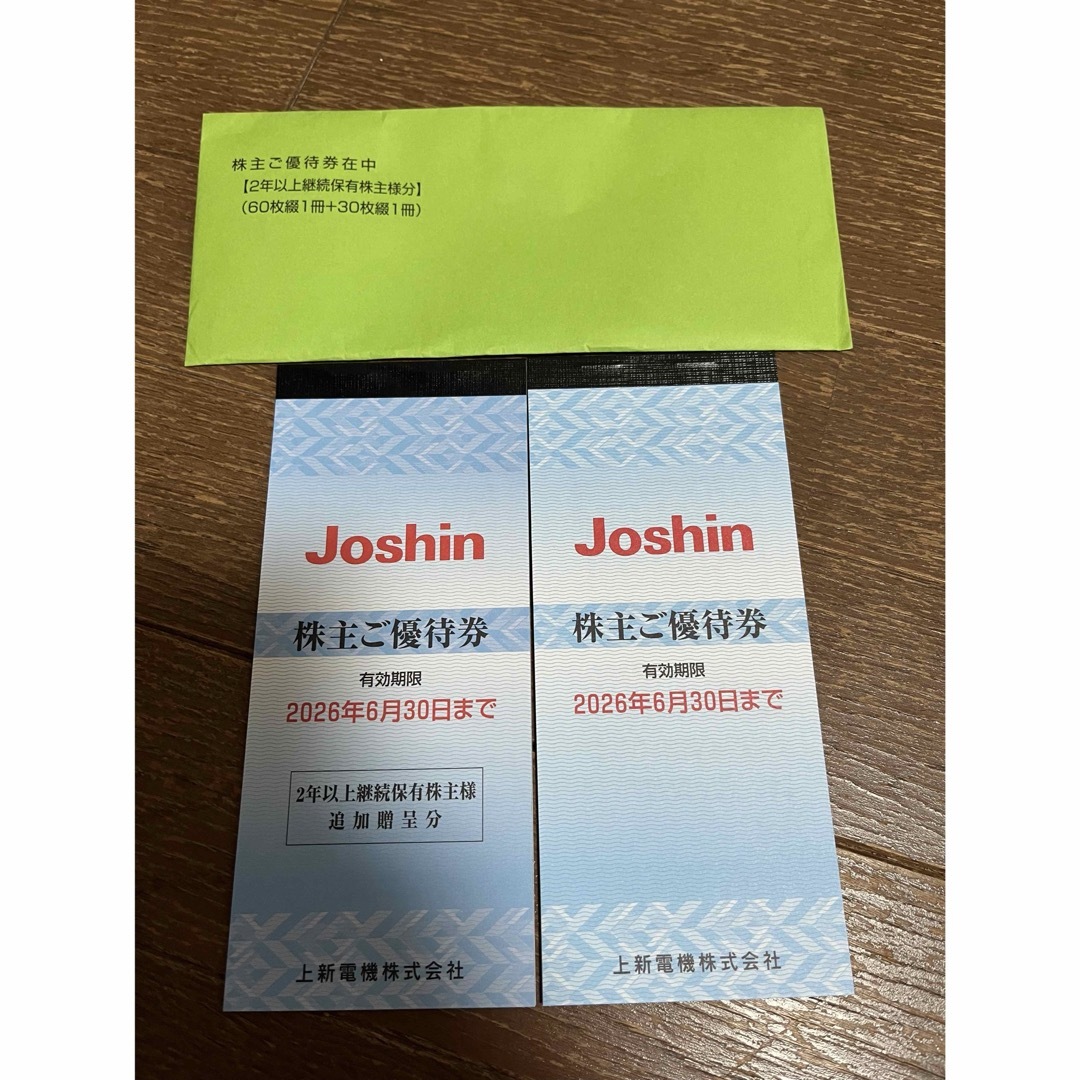 株主ご優待券在中
【2年以上継続保有株主様分】
(60枚綴1冊+30枚綴1冊)
Joshin
株主ご優待券
有効期限
2026年6月30日まで
2年以上継続保有株主様
追加贈呈分
上新電機株式会社
Joshin
株主ご優待券
有効期限
2026年6月30日まで
上新電機株式会社